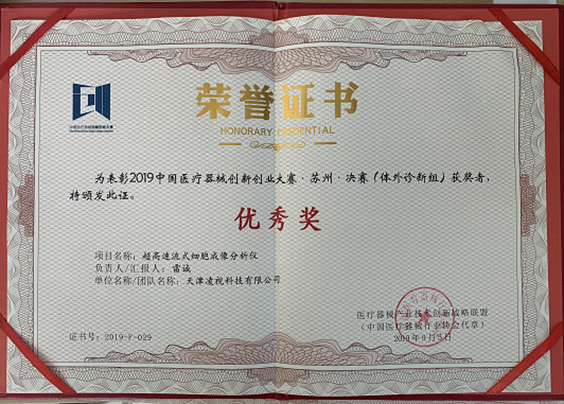 荣誉证书
HONORARY CREDENTIAL
为表彰2019中国医疗器械创新创业大赛·苏州·决赛(体外诊断组)获奖者,
特颁发此证。
优秀奖
项目名称:超高速流式细胞成像分析仪
负责人/汇报人:雷诚
单位名称/团队名称:天津凌视科技有限公司
医疗器械产业技术创新战略联盟
(中国医疗器械行业协会代章)
证书号:2019-F-029
2019年9月